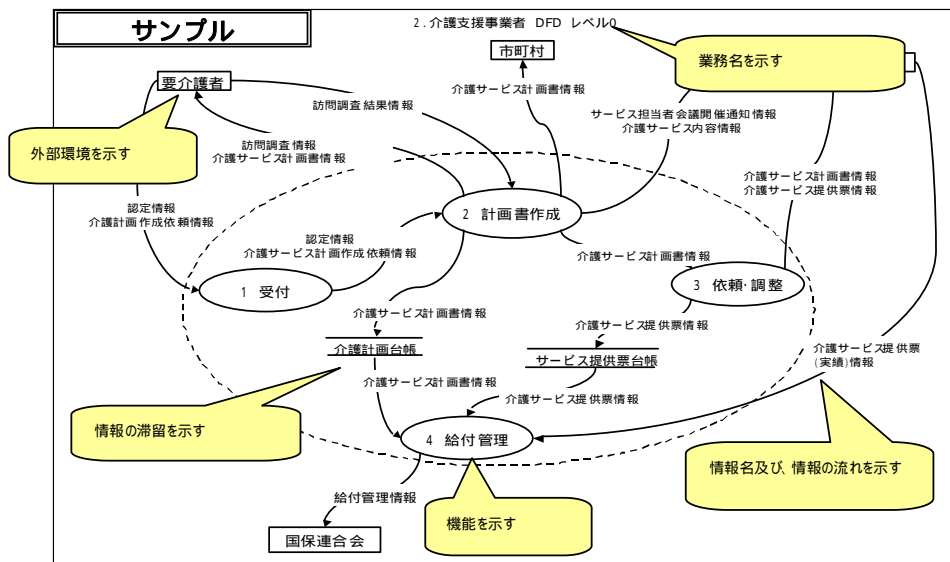 サンプル
2.介護支援事業者 DFD レベル0
市町村
業務名を示す
要介護者
訪問調査結果情報
介護サービス計画書情報
サービス担当者会議開催通知情報
介護サービス内容情報
外部環境を示す
訪問調査情報
介護サービス計画書情報
介護サービス計画書情報
介護サービス提供票情報
認定情報
介護計画作成依頼情報
2 計画書作成
認定情報
介護サービス計画作成依頼情報
介護サービス計画書情報
1 受付
3 依頼・調整
介護サービス計画書情報
介護サービス提供票情報
介護計画台帳
サービス提供票台帳
介護サービス提供票
(実績)情報
介護サービス計画書情報
介護サービス提供票情報
情報の滞留を示す
4 給付管理
情報名及び、情報の流れを示す
給付管理情報
機能を示す
国保連合会